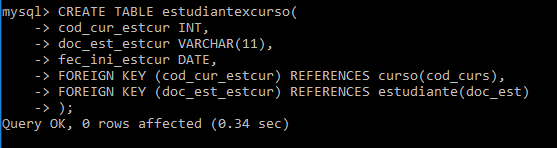 mysql> CREATE TABLE estudiantexcurso(
    -> cod_cur_estcur INT,
    -> doc_est_estcur VARCHAR(11),
    -> fec_ini_estcur DATE,
    -> FOREIGN KEY (cod_cur_estcur) REFERENCES curso(cod_curs),
    -> FOREIGN KEY (doc_est_estcur) REFERENCES estudiante(doc_est)
    -> );
Query OK, 0 rows affected (0.34 sec)